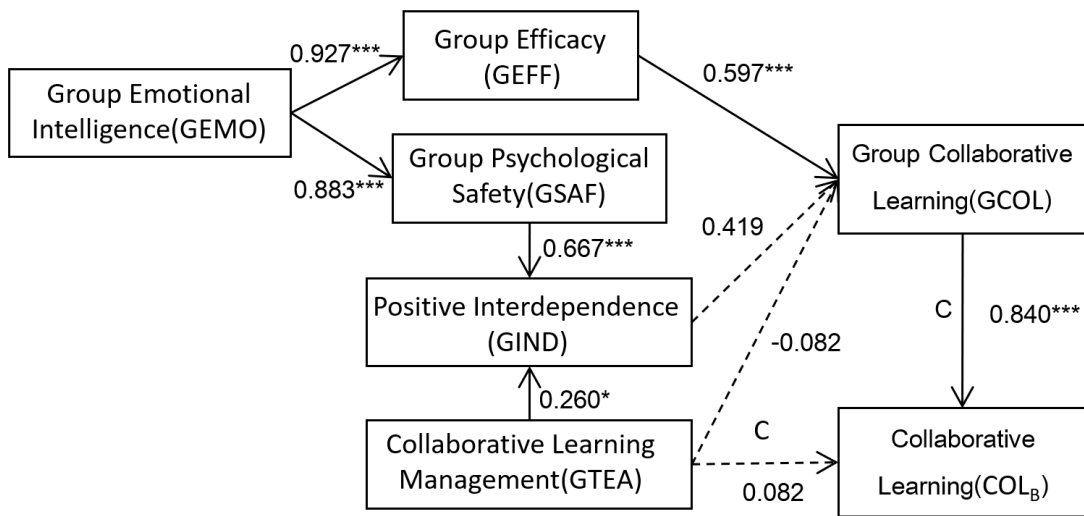 Group Efficacy
(GEFF)
0.927***
0.597***
Group Emotional
Intelligence(GEMO)
Group Psychological
Safety(GSAF)
0.883***
Group Collaborative
Learning(GCOL)
0.419
0.667***
Positive Interdependence
(GIND)
C
0.840***
-0.082
0.260*
Collaborative Learning
Management(GTEA)
C
0.082
Collaborative
Learning(COL_B)